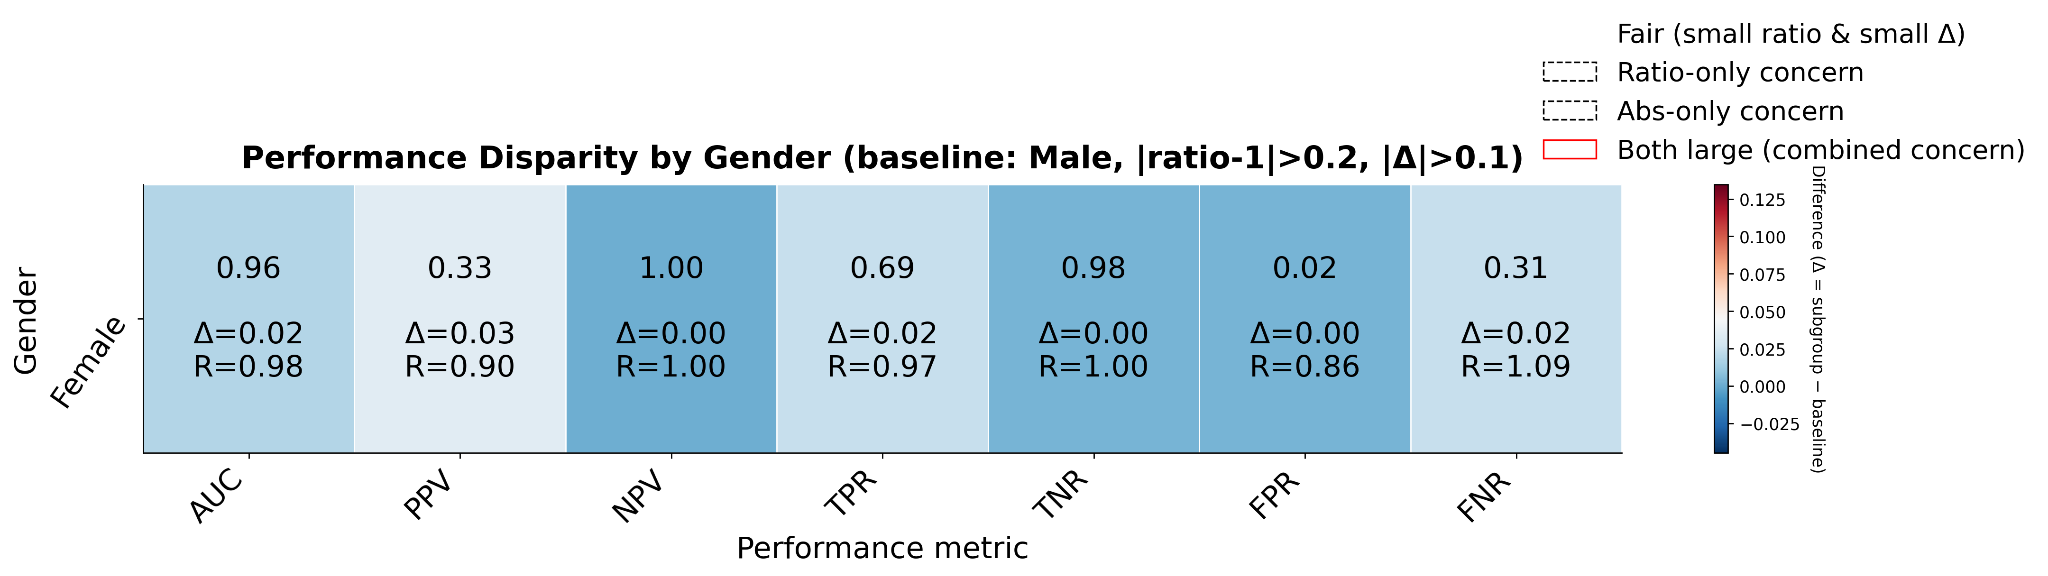 Fair (small ratio & small Δ)
Ratio-only concern
Abs-only concern
Both large (combined concern)
Performance Disparity by Gender (baseline: Male, |ratio-1|>0.2, |Δ|>0.1)
Gender
Female
0.96
Δ=0.02
R=0.98
0.33
Δ=0.03
R=0.90
1.00
Δ=0.00
R=1.00
0.69
Δ=0.02
R=0.97
0.98
Δ=0.00
R=1.00
0.02
Δ=0.00
R=0.86
0.31
Δ=0.02
R=1.09
AUC
PPV
NPV
TPR
TNR
FPR
FNR
Performance metric
0.125
0.100
0.075
0.050
0.025
0.000
−0.025
Difference (Δ = subgroup − baseline)